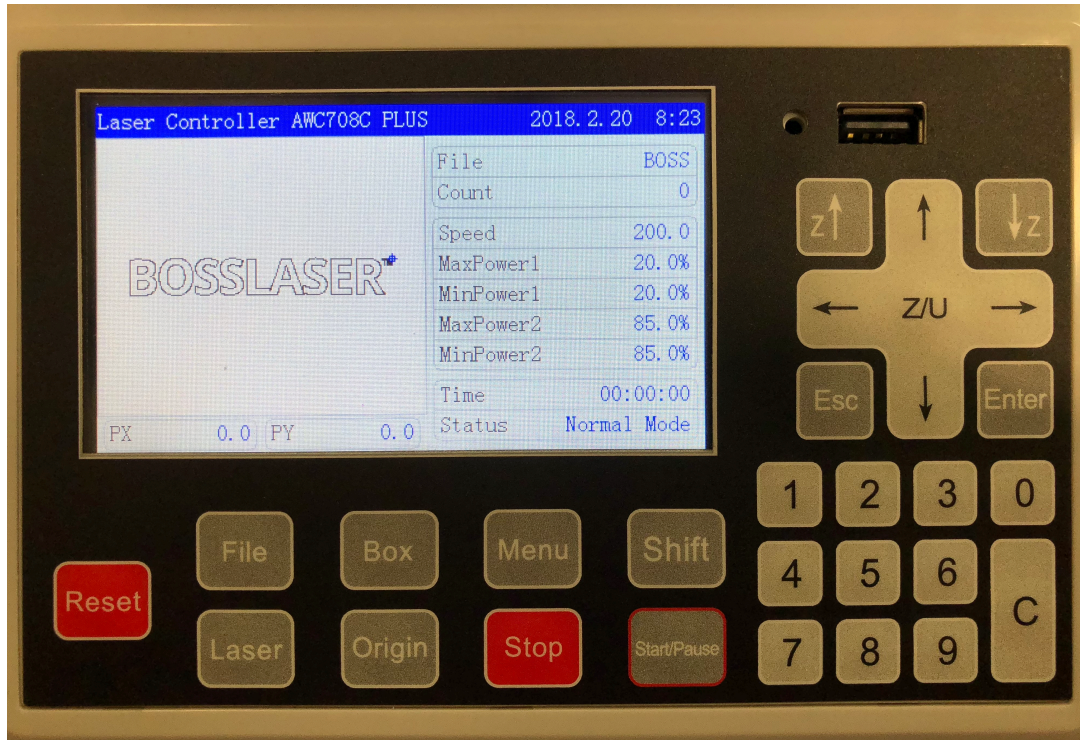 Laser Controller AWC708C PLUS 2018.2.20 8:23
File BOSS
Count 0
Speed 200.0
MaxPower1 20.0%
MinPower1 20.0%
MaxPower2 85.0%
MinPower2 85.0%
Time 00:00:00
Status Normal Mode
BOSSLASER
PX 0.0 PY 0.0
Z Z
Z/U
Esc Enter
1 2 3 0
File Box Menu Shift
4 5 6
Reset
C
Laser Origin Stop Start/Pause
7 8 9